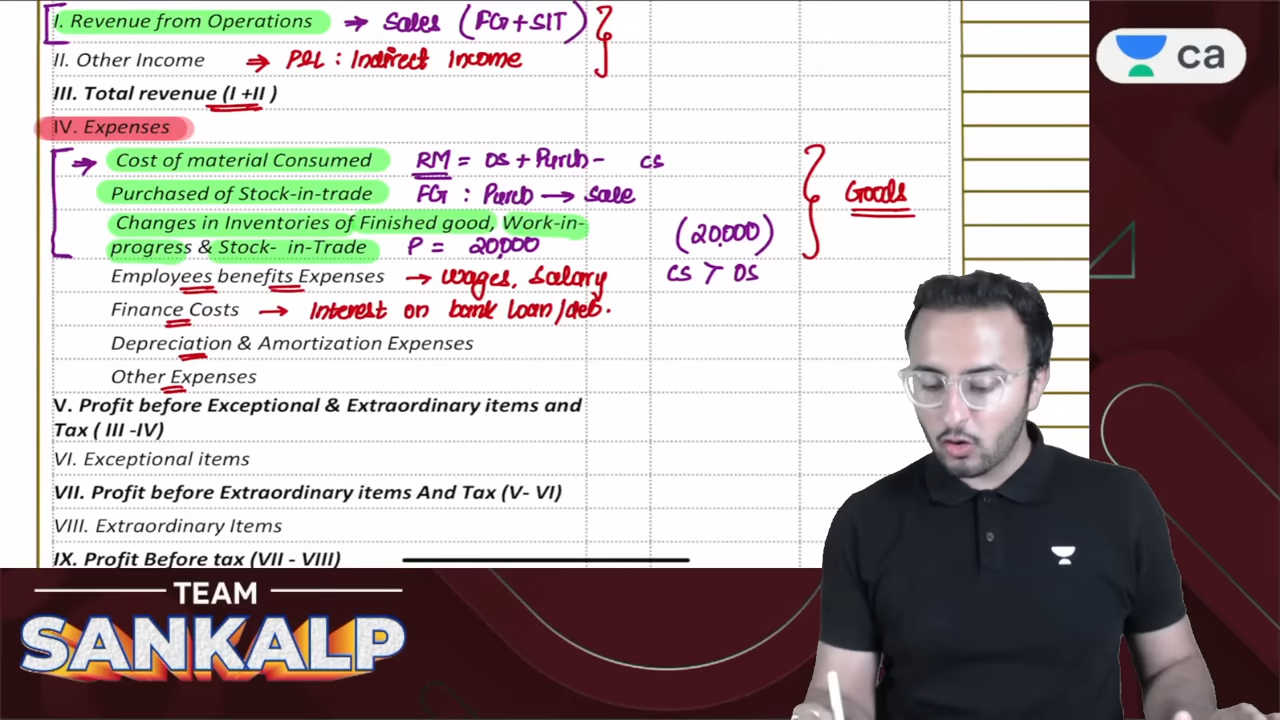 I. Revenue from Operations → Sales (FG+SIT)
II. Other Income → P&L : Indirect Income
III. Total revenue (I +II )
IV. Expenses
→ Cost of material Consumed RM = OS + Purch - CS
Purchased of Stock-in-trade FG : Purch → Sale
Goods
Changes in Inventories of Finished good, Work-in-
progress & Stock- in-Trade P = 20,000 (20,000)
Employees benefits Expenses → Wages, Salary CS > OS
Finance Costs → Interest on bank loan/deb.
Depreciation & Amortization Expenses
Other Expenses
V. Profit before Exceptional & Extraordinary items and
Tax ( III -IV)
VI. Exceptional items
VII. Profit before Extraordinary items And Tax (V- VI)
VIII. Extraordinary Items
IX. Profit Before tax (VII - VIII)
ca
TEAM
SANKALP